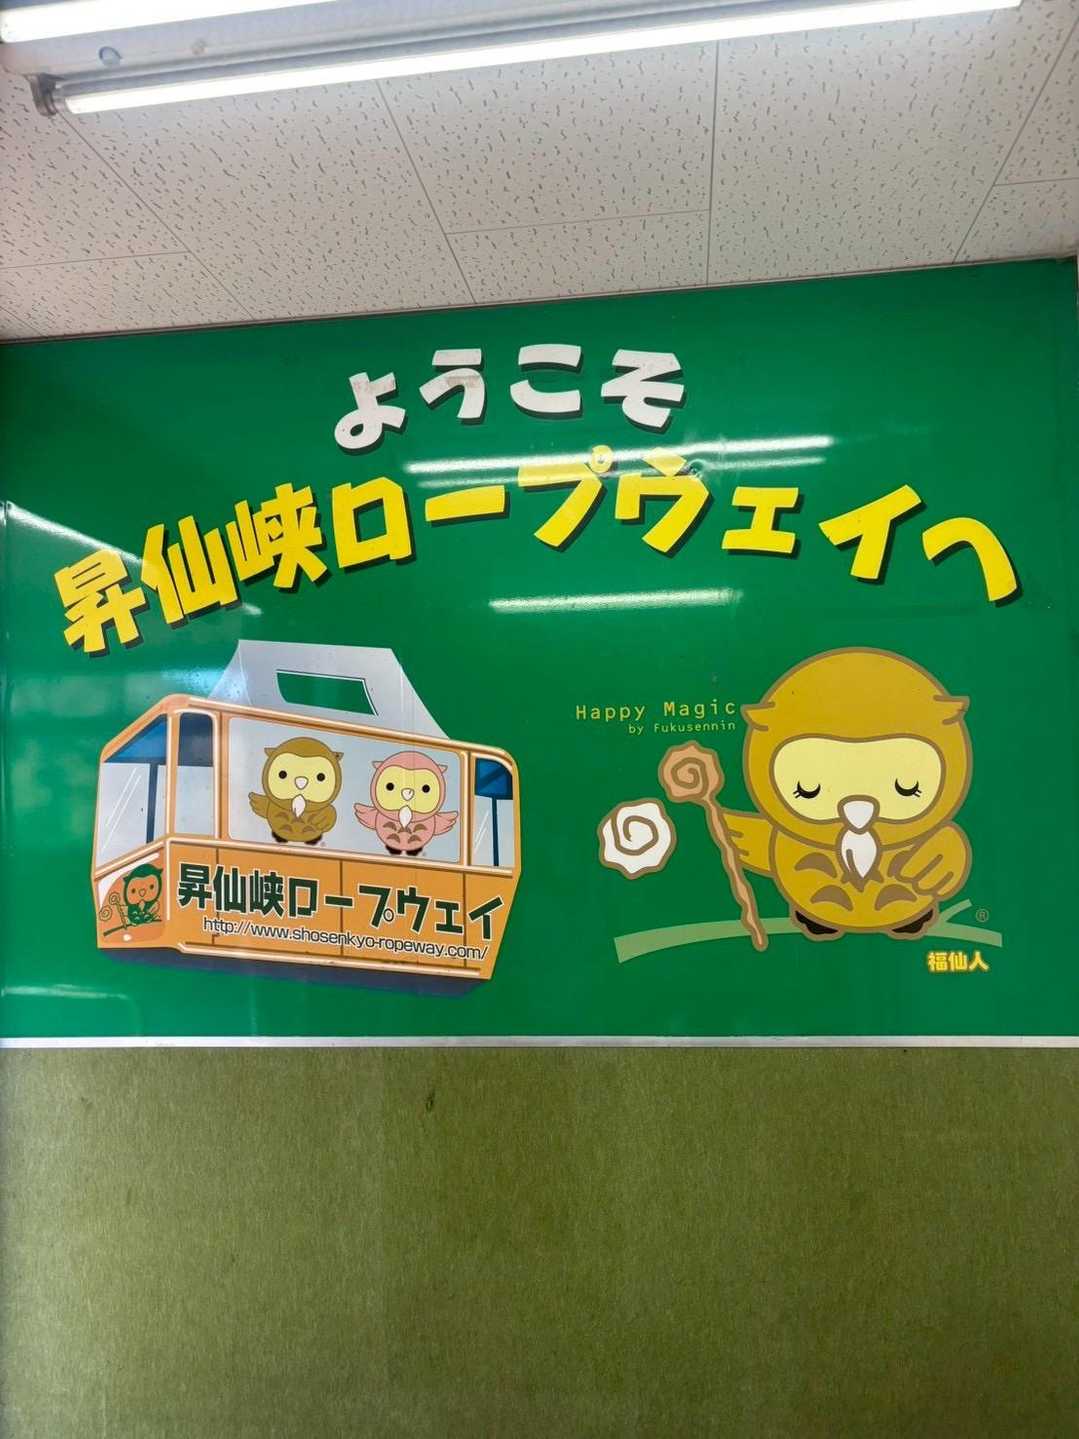 ようこそ
昇仙峡ロープウェイへ
Happy Magic
by Fukusennin
昇仙峡ロープウェイ
http://www.shosenkyo-ropeway.com/
®
福仙人